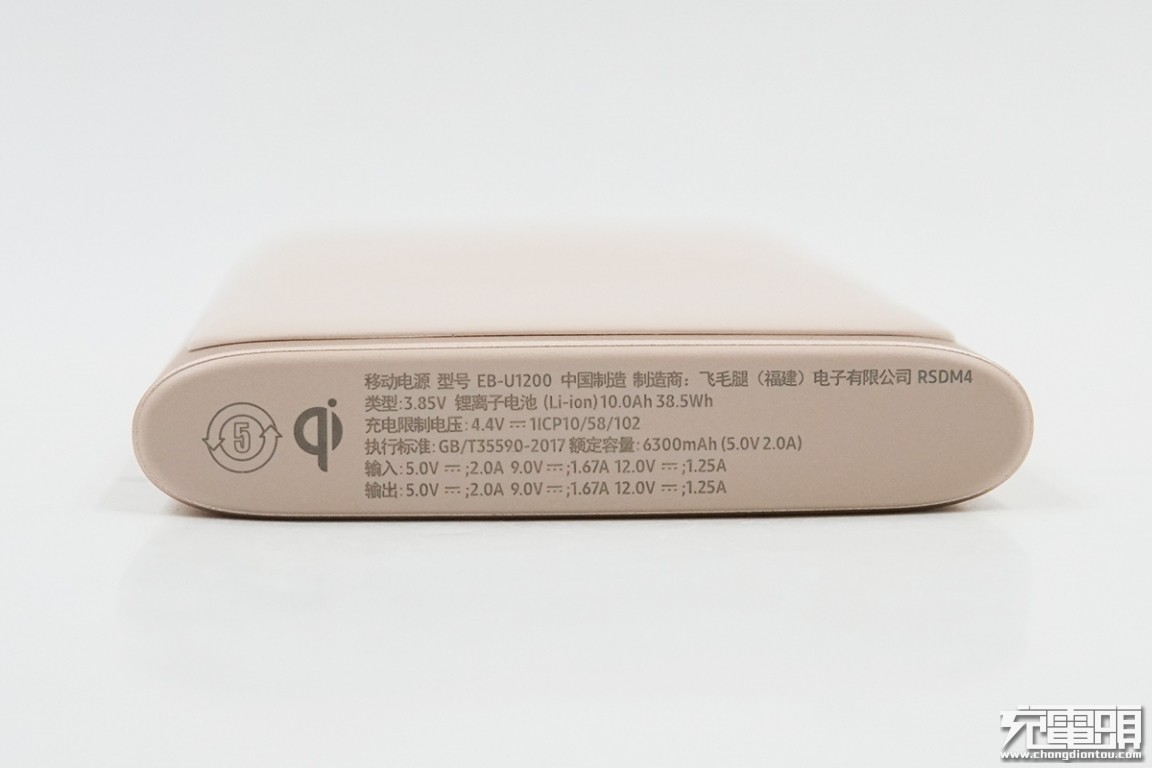 移动电源 型号 EB-U1200 中国制造 制造商：飞毛腿（福建）电子有限公司 RSDM4
类型:3.85V 锂离子电池 (Li-ion) 10.0Ah 38.5Wh
充电限制电压: 4.4V ⎓ 1ICP10/58/102
执行标准: GB/T35590-2017 额定容量: 6300mAh (5.0V 2.0A)
输入: 5.0V ⎓;2.0A 9.0V ⎓;1.67A 12.0V ⎓;1.25A
输出: 5.0V ⎓;2.0A 9.0V ⎓;1.67A 12.0V ⎓;1.25A
5
qi
充電頭
www.chongdiantou.com